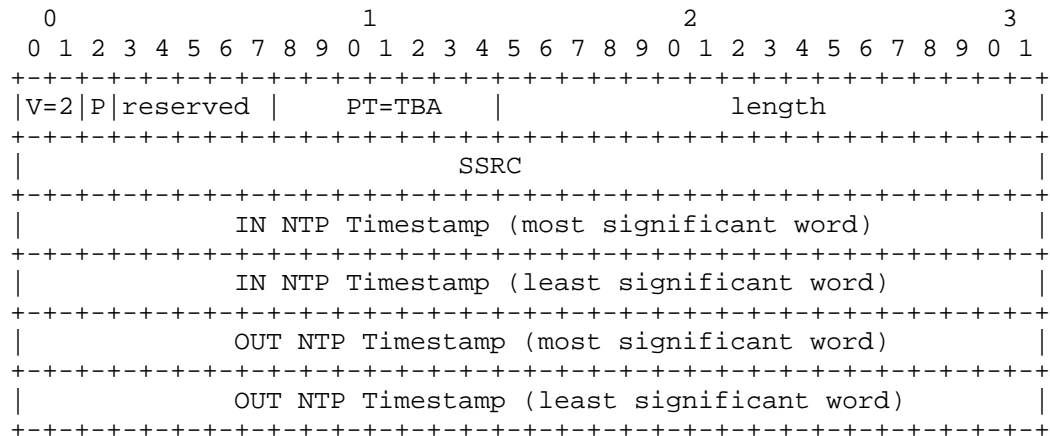 0                   1                   2                   3
 0 1 2 3 4 5 6 7 8 9 0 1 2 3 4 5 6 7 8 9 0 1 2 3 4 5 6 7 8 9 0 1
+-+-+-+-+-+-+-+-+-+-+-+-+-+-+-+-+-+-+-+-+-+-+-+-+-+-+-+-+-+-+-+-+
|V=2|P|reserved |    PT=TBA    |              length              |
+-+-+-+-+-+-+-+-+-+-+-+-+-+-+-+-+-+-+-+-+-+-+-+-+-+-+-+-+-+-+-+-+
|                           SSRC                                |
+-+-+-+-+-+-+-+-+-+-+-+-+-+-+-+-+-+-+-+-+-+-+-+-+-+-+-+-+-+-+-+-+
|             IN NTP Timestamp (most significant word)          |
+-+-+-+-+-+-+-+-+-+-+-+-+-+-+-+-+-+-+-+-+-+-+-+-+-+-+-+-+-+-+-+-+
|             IN NTP Timestamp (least significant word)         |
+-+-+-+-+-+-+-+-+-+-+-+-+-+-+-+-+-+-+-+-+-+-+-+-+-+-+-+-+-+-+-+-+
|             OUT NTP Timestamp (most significant word)         |
+-+-+-+-+-+-+-+-+-+-+-+-+-+-+-+-+-+-+-+-+-+-+-+-+-+-+-+-+-+-+-+-+
|             OUT NTP Timestamp (least significant word)        |
+-+-+-+-+-+-+-+-+-+-+-+-+-+-+-+-+-+-+-+-+-+-+-+-+-+-+-+-+-+-+-+-+